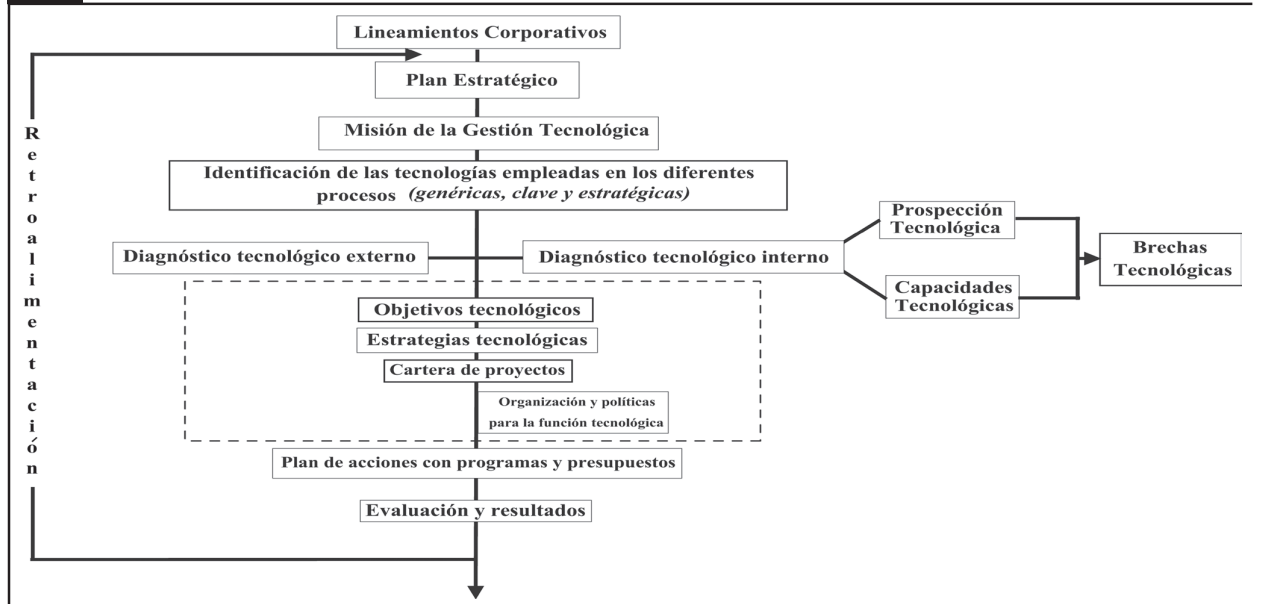 Lineamientos Corporativos
Plan Estratégico
Misión de la Gestión Tecnológica
Identificación de las tecnologías empleadas en los diferentes
procesos (genéricas, clave y estratégicas)
Diagnóstico tecnológico externo
Diagnóstico tecnológico interno
Prospección
Tecnológica
Capacidades
Tecnológicas
Brechas
Tecnológicas
Objetivos tecnológicos
Estrategias tecnológicas
Cartera de proyectos
Organización y políticas
para la función tecnológica
Plan de acciones con programas y presupuestos
Evaluación y resultados
Retroalimentación